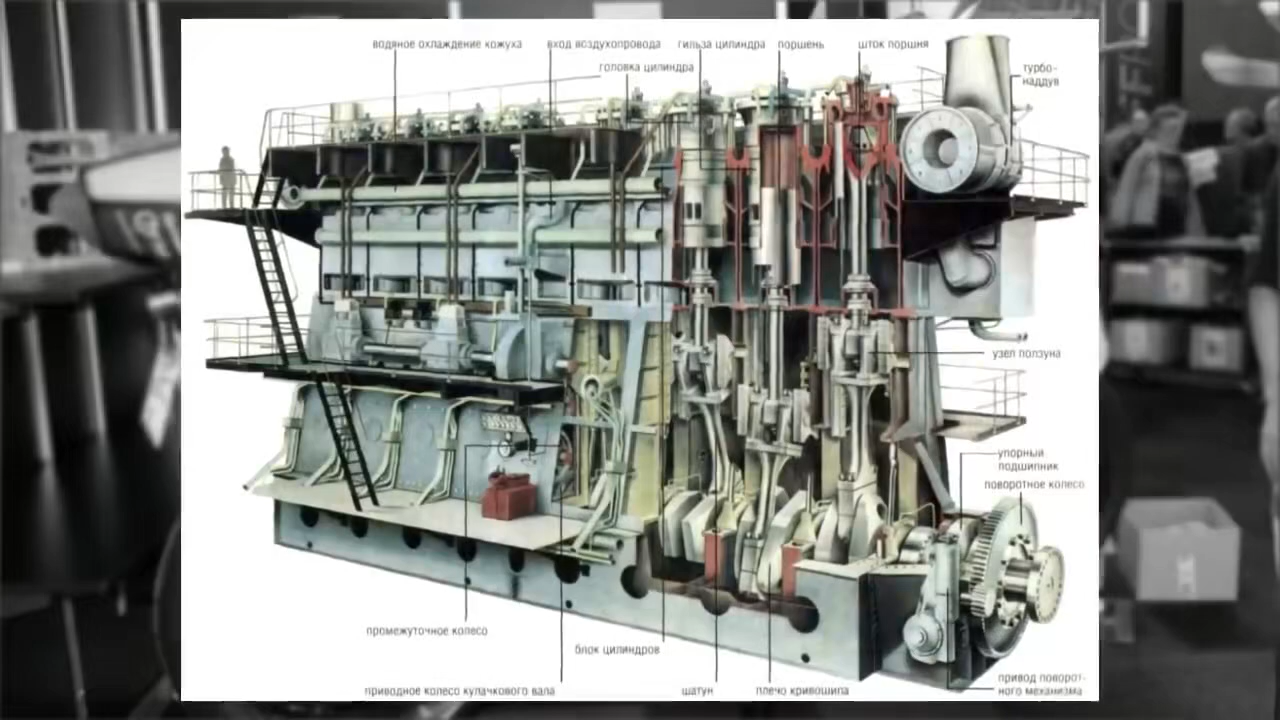 водяное охлаждение кожуха
вход воздухопровода
гильза цилиндра
поршень
шток поршня
головка цилиндра
турбо-
наддув
узел ползуна
упорный
подшипник
поворотное колесо
промежуточное колесо
блок цилиндров
приводное колесо кулачкового вала
шатун
плечо кривошипа
привод поворот-
ного механизма